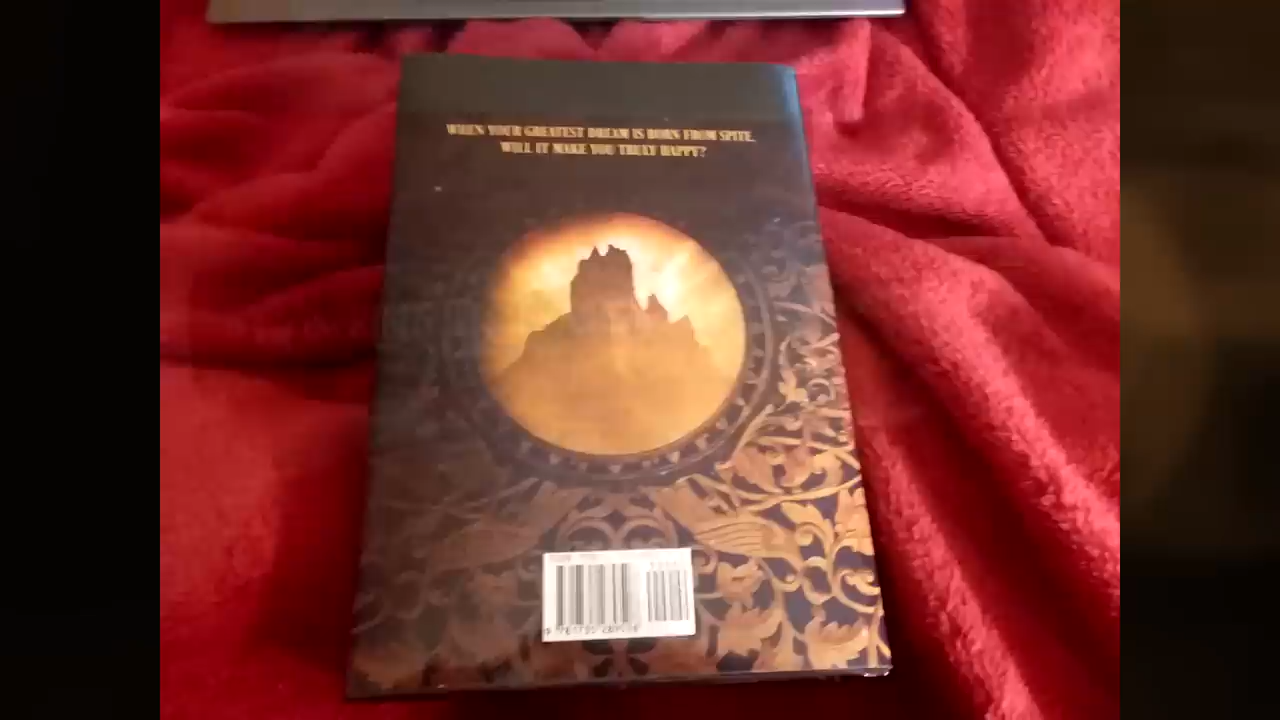 WHEN YOUR GREATEST DREAM IS BORN FROM SPITE,
WILL IT MAKE YOU TRULY HAPPY?